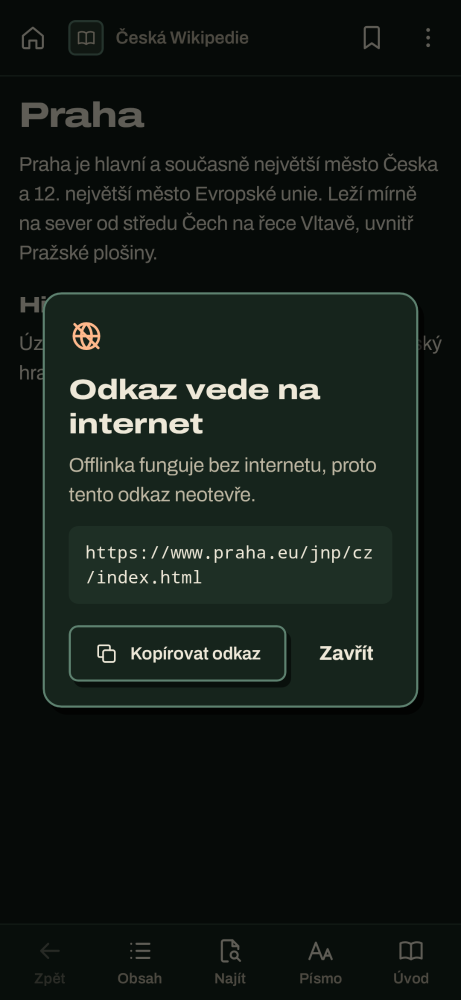 Česká Wikipedie
Praha
Praha je hlavní a současně největší město Česka
a 12. největší město Evropské unie. Leží mírně
na sever od středu Čech na řece Vltavě, uvnitř
Pražské plošiny.
Odkaz vede na
internet
Offlinka funguje bez internetu, proto
tento odkaz neotevře.
https://www.praha.eu/jnp/cz
/index.html
Kopírovat odkaz
Zavřít
Zpět
Obsah
Najít
Písmo
Úvod